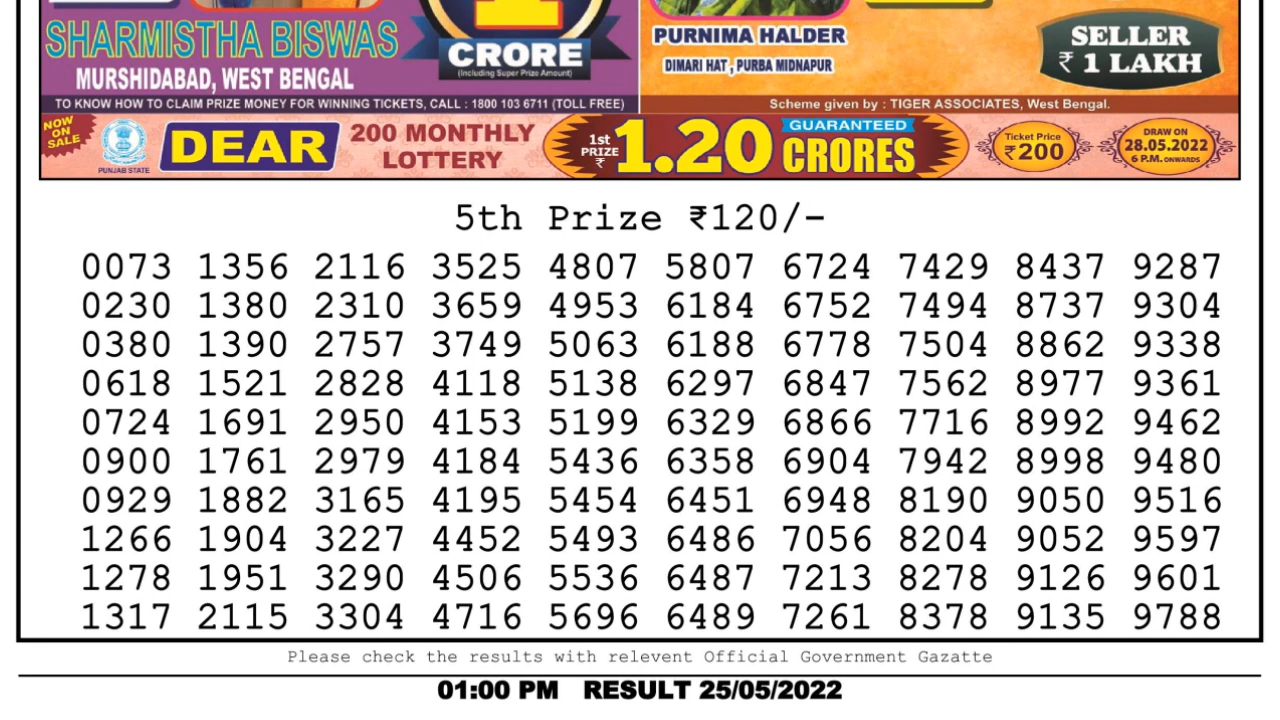 SHARMISTHA BISWAS
MURSHIDABAD, WEST BENGAL
1
CRORE
(Including Super Prize Amount)
PURNIMA HALDER
DIMARI HAT , PURBA MIDNAPUR
SELLER
₹ 1 LAKH
TO KNOW HOW TO CLAIM PRIZE MONEY FOR WINNING TICKETS, CALL : 1800 103 6711 (TOLL FREE)
Scheme given by : TIGER ASSOCIATES, West Bengal.
NOW
ON
SALE
PUNJAB STATE
DEAR
200 MONTHLY
LOTTERY
1st
PRIZE
₹
1.20
GUARANTEED
CRORES
Ticket Price
₹200
DRAW ON
28.05.2022
6 P.M. ONWARDS
5th Prize ₹120/-
0073 1356 2116 3525 4807 5807 6724 7429 8437 9287
0230 1380 2310 3659 4953 6184 6752 7494 8737 9304
0380 1390 2757 3749 5063 6188 6778 7504 8862 9338
0618 1521 2828 4118 5138 6297 6847 7562 8977 9361
0724 1691 2950 4153 5199 6329 6866 7716 8992 9462
0900 1761 2979 4184 5436 6358 6904 7942 8998 9480
0929 1882 3165 4195 5454 6451 6948 8190 9050 9516
1266 1904 3227 4452 5493 6486 7056 8204 9052 9597
1278 1951 3290 4506 5536 6487 7213 8278 9126 9601
1317 2115 3304 4716 5696 6489 7261 8378 9135 9788
Please check the results with relevent Official Government Gazatte
01:00 PM RESULT 25/05/2022